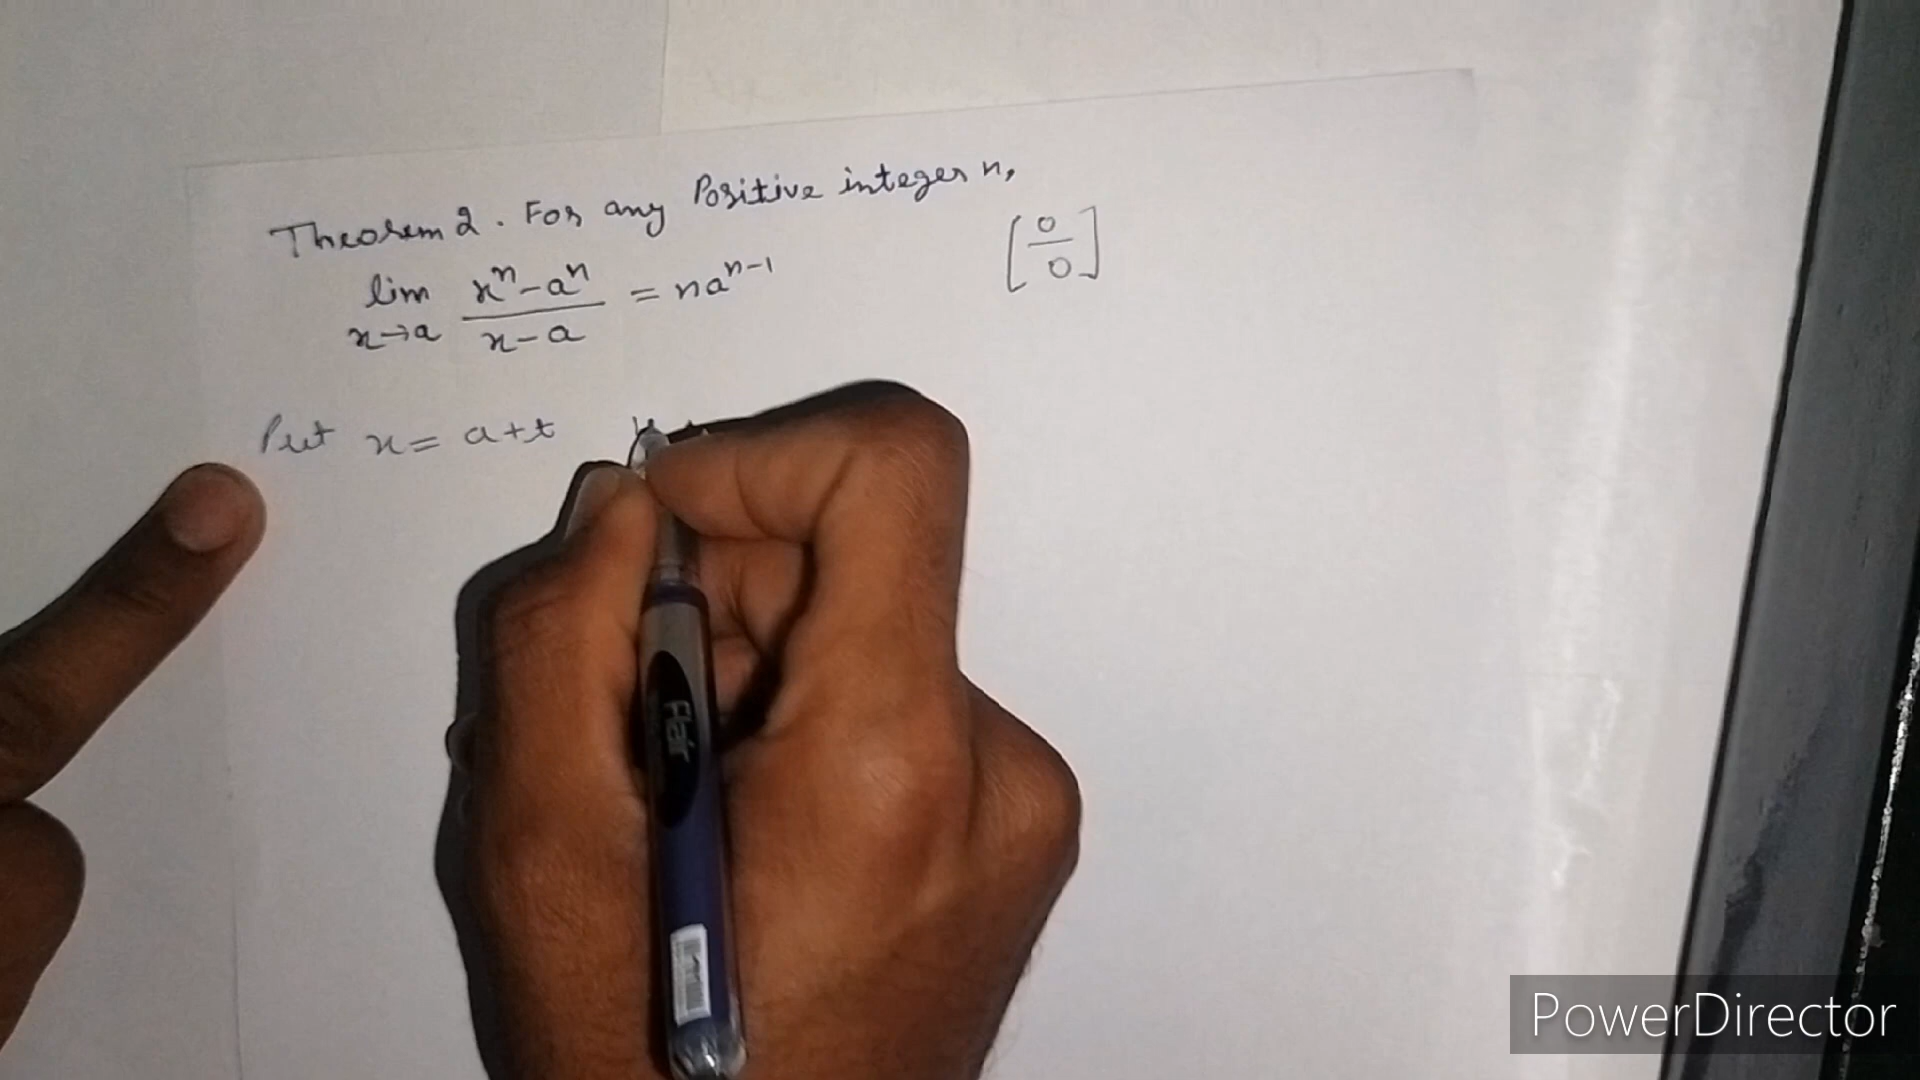 Theorem 2. For any Positive integer n,
lim x→a (xⁿ-aⁿ)/(x-a) = naⁿ⁻¹ [0/0]
Put x = a+t
Flair
PowerDirector